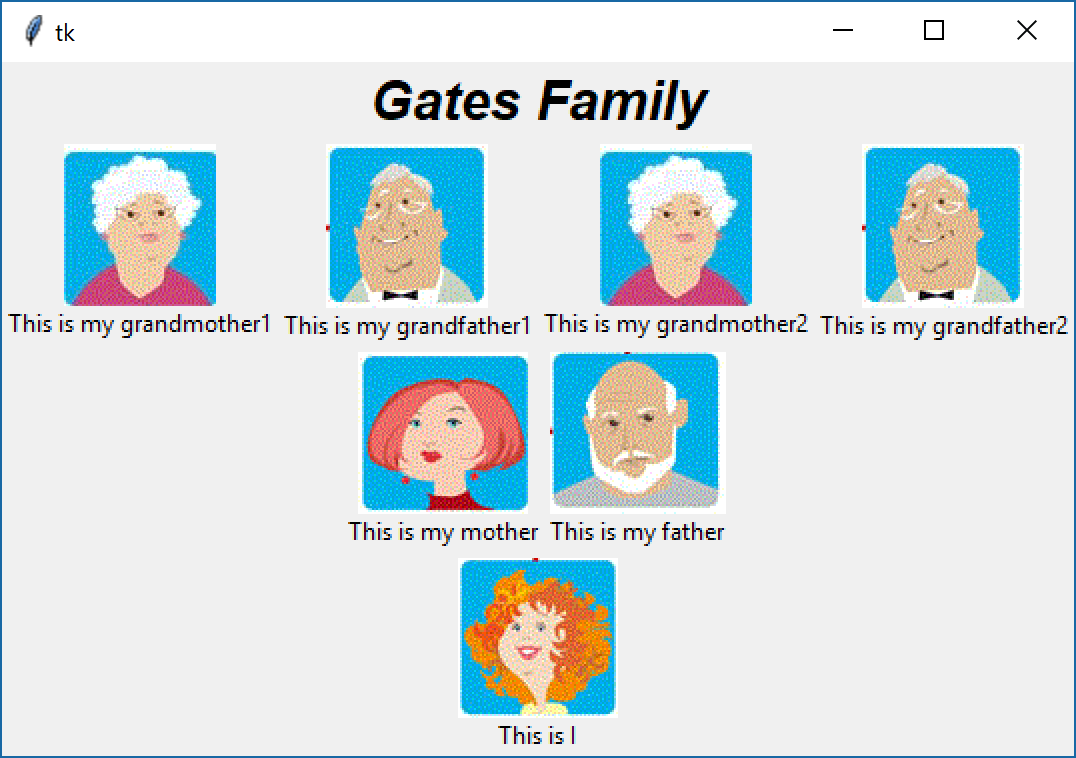 tk
Gates Family
This is my grandmother1
This is my grandfather1
This is my grandmother2
This is my grandfather2
This is my mother
This is my father
This is I